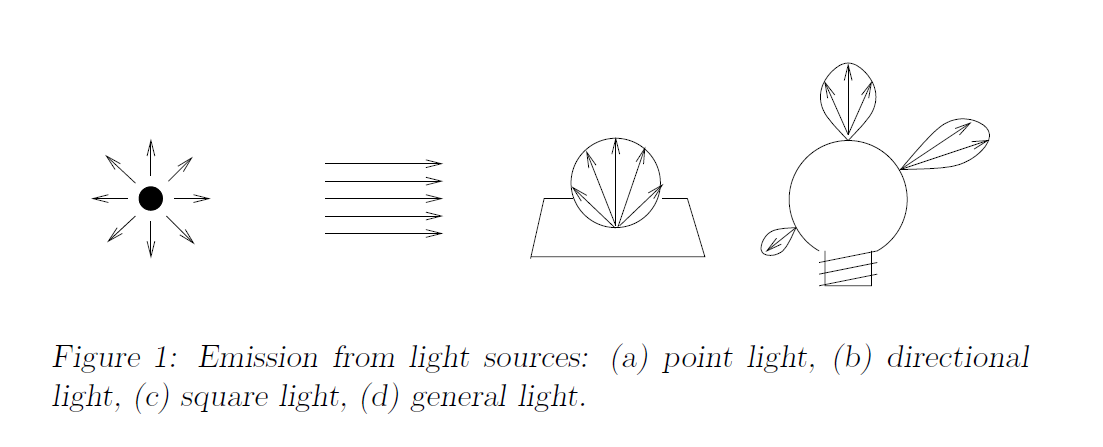 Figure 1: Emission from light sources: (a) point light, (b) directional
light, (c) square light, (d) general light.